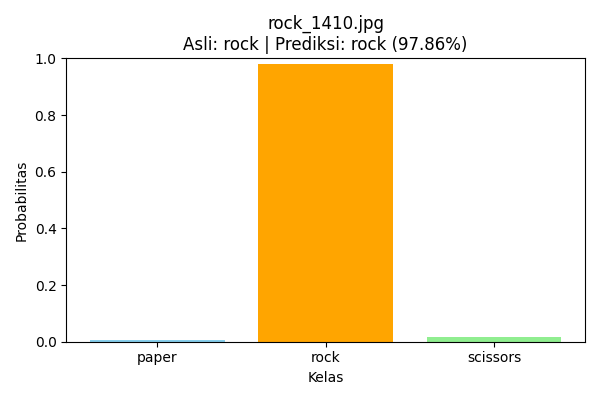 rock_1410.jpg
Asli: rock | Prediksi: rock (97.86%)
1.0
0.8
0.6
0.4
0.2
0.0
Probabilitas
paper
rock
scissors
Kelas